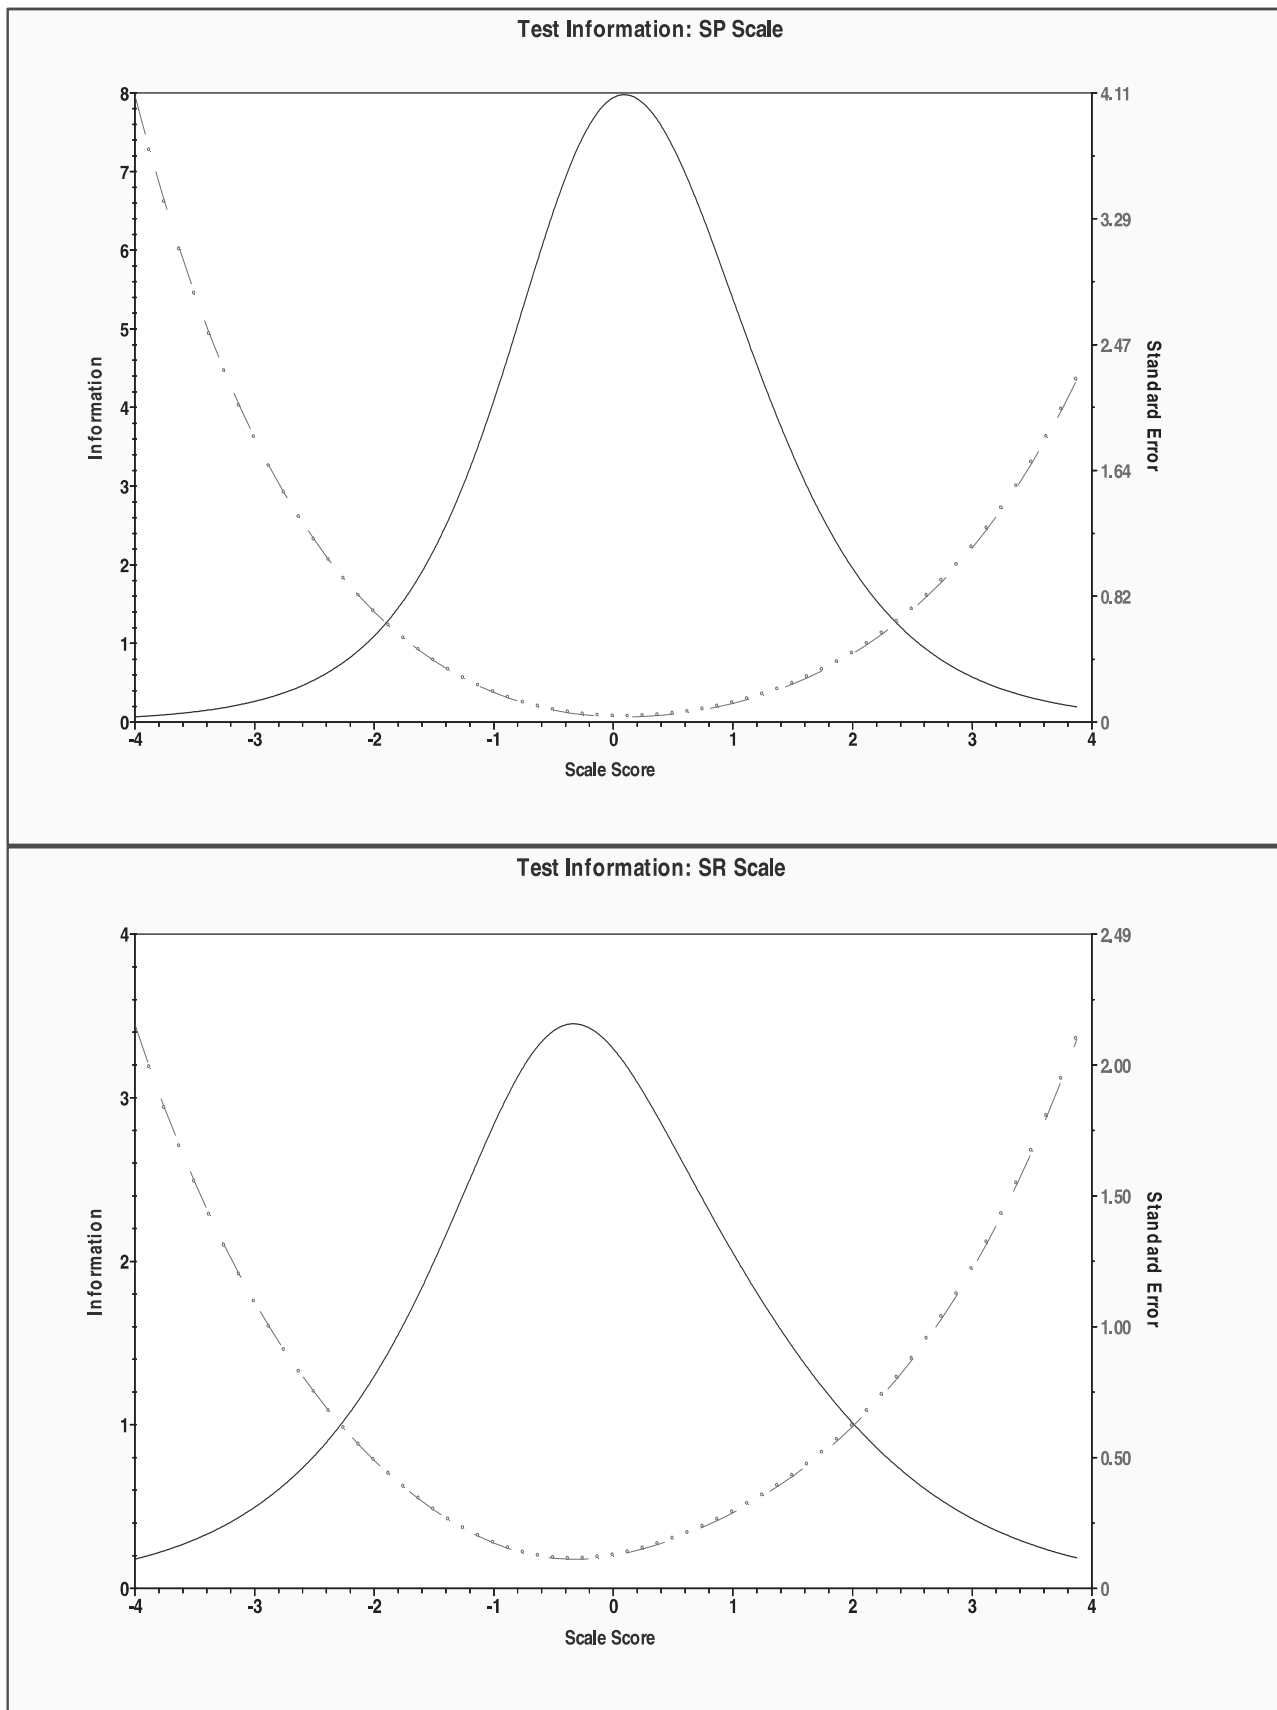 Test Information: SP Scale
8
7
6
5
4
3
2
1
0
4.11
3.29
2.47
1.64
0.82
0
Information
Standard Error
-4 -3 -2 -1 0 1 2 3 4
Scale Score
Test Information: SR Scale
4
3
2
1
0
2.49
2.00
1.50
1.00
0.50
0
Information
Standard Error
-4 -3 -2 -1 0 1 2 3 4
Scale Score